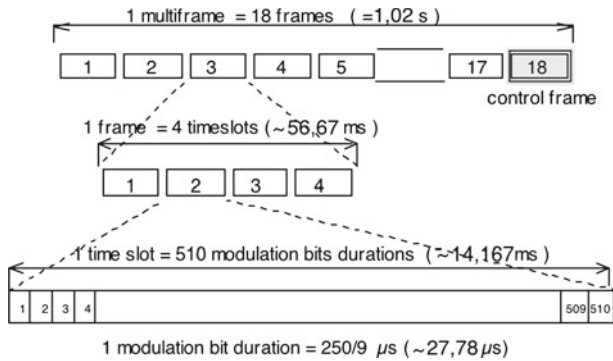 1 multiframe = 18 frames (=1,02 s)
1 2 3 4 5 17 18
control frame
1 frame = 4 timeslots (~56,67 ms)
1 2 3 4
1 time slot = 510 modulation bits durations (~14,167ms)
1 2 3 4 509 510
1 modulation bit duration = 250/9 µs (~27,78 µs)